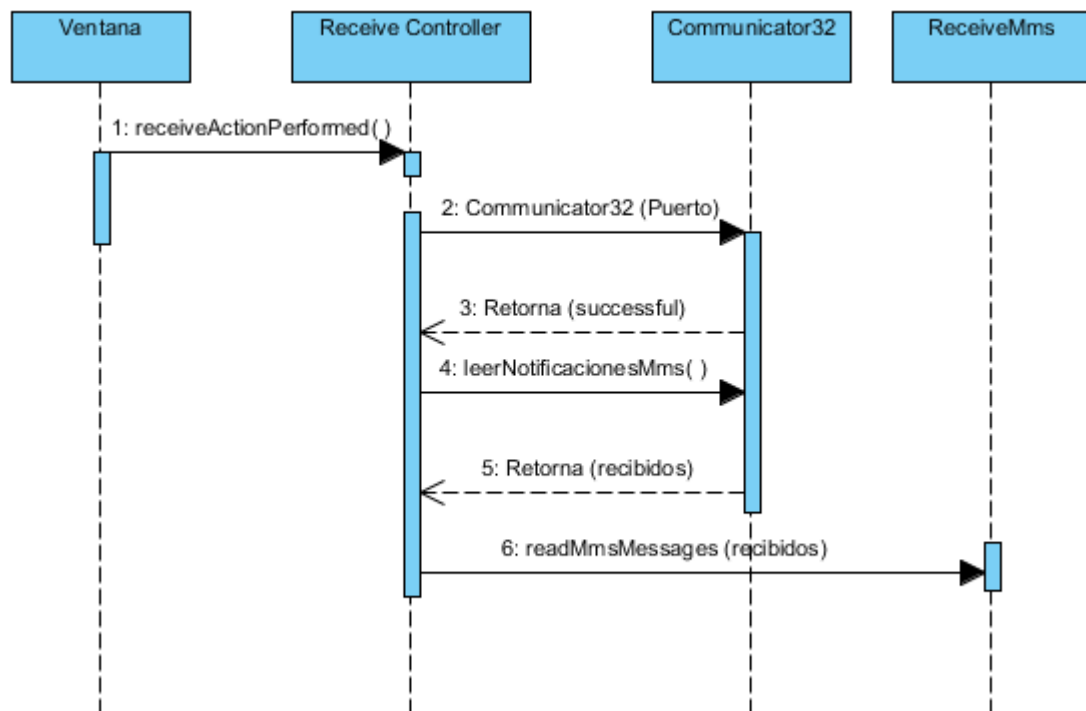 Ventana
Receive Controller
Communicator32
ReceiveMms
1: receiveActionPerformed( )
2: Communicator32 (Puerto)
3: Retorna (successful)
4: leerNotificacionesMms( )
5: Retorna (recibidos)
6: readMmsMessages (recibidos)